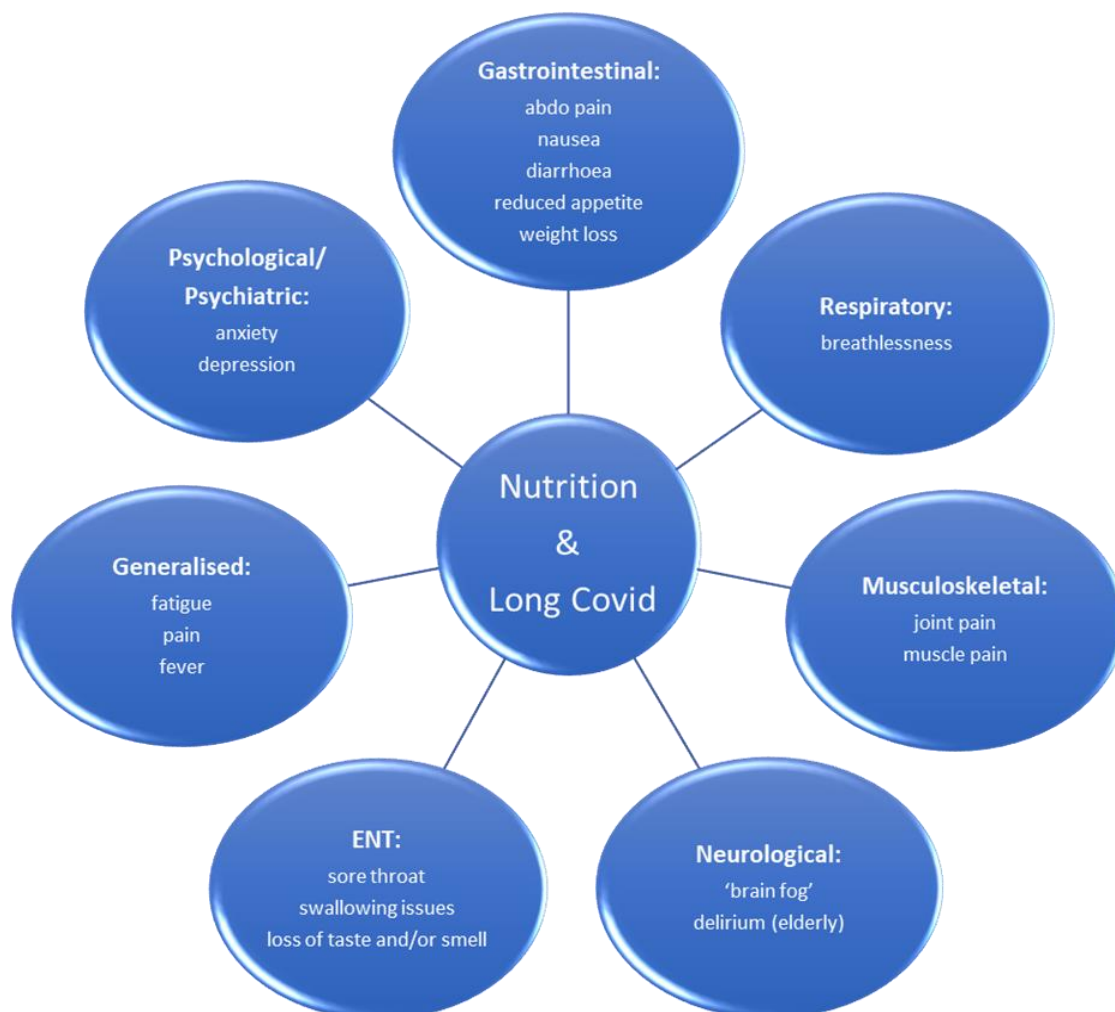 Gastrointestinal:
abdo pain
nausea
diarrhoea
reduced appetite
weight loss
Respiratory:
breathlessness
Musculoskeletal:
joint pain
muscle pain
Neurological:
‘brain fog’
delirium (elderly)
ENT:
sore throat
swallowing issues
loss of taste and/or smell
Generalised:
fatigue
pain
fever
Psychological/
Psychiatric:
anxiety
depression
Nutrition
&
Long Covid